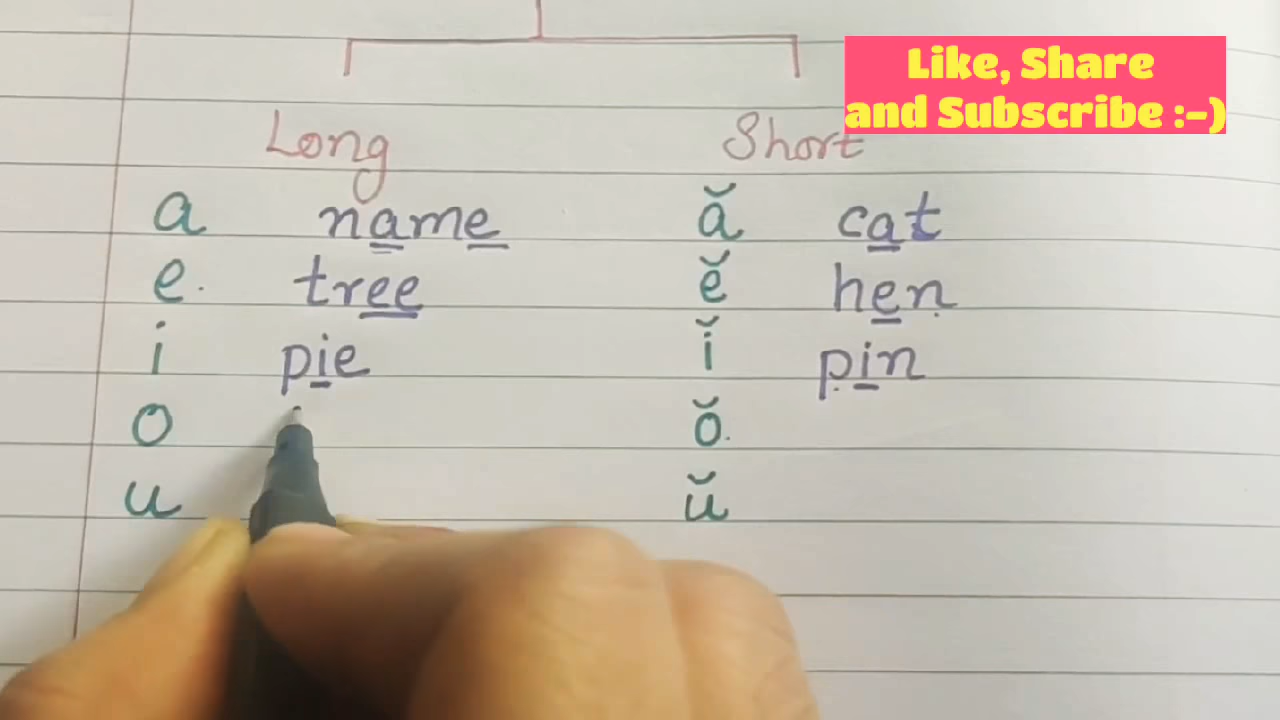 Like, Share
and Subscribe :-)
Long Short
a name ă cat
e. tree ĕ hen
i pie ĭ pin
o ŏ.
u ŭ